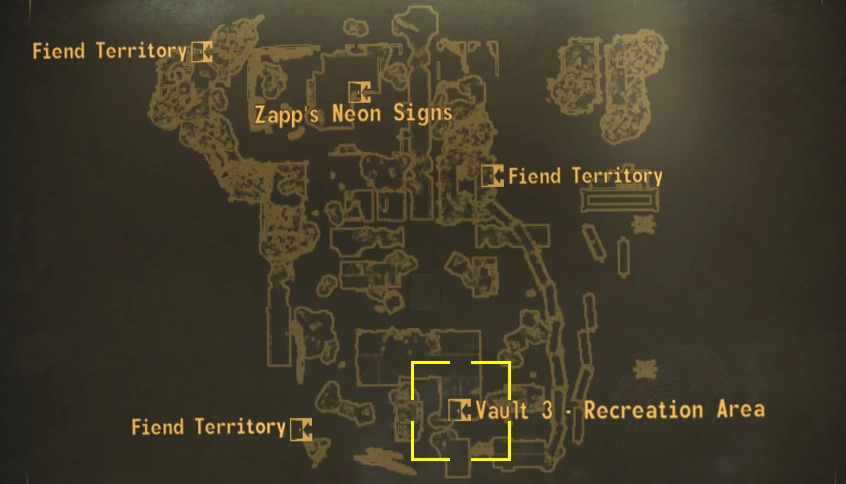 Fiend Territory
Zapp's Neon Signs
Fiend Territory
Vault 3 - Recreation Area
Fiend Territory